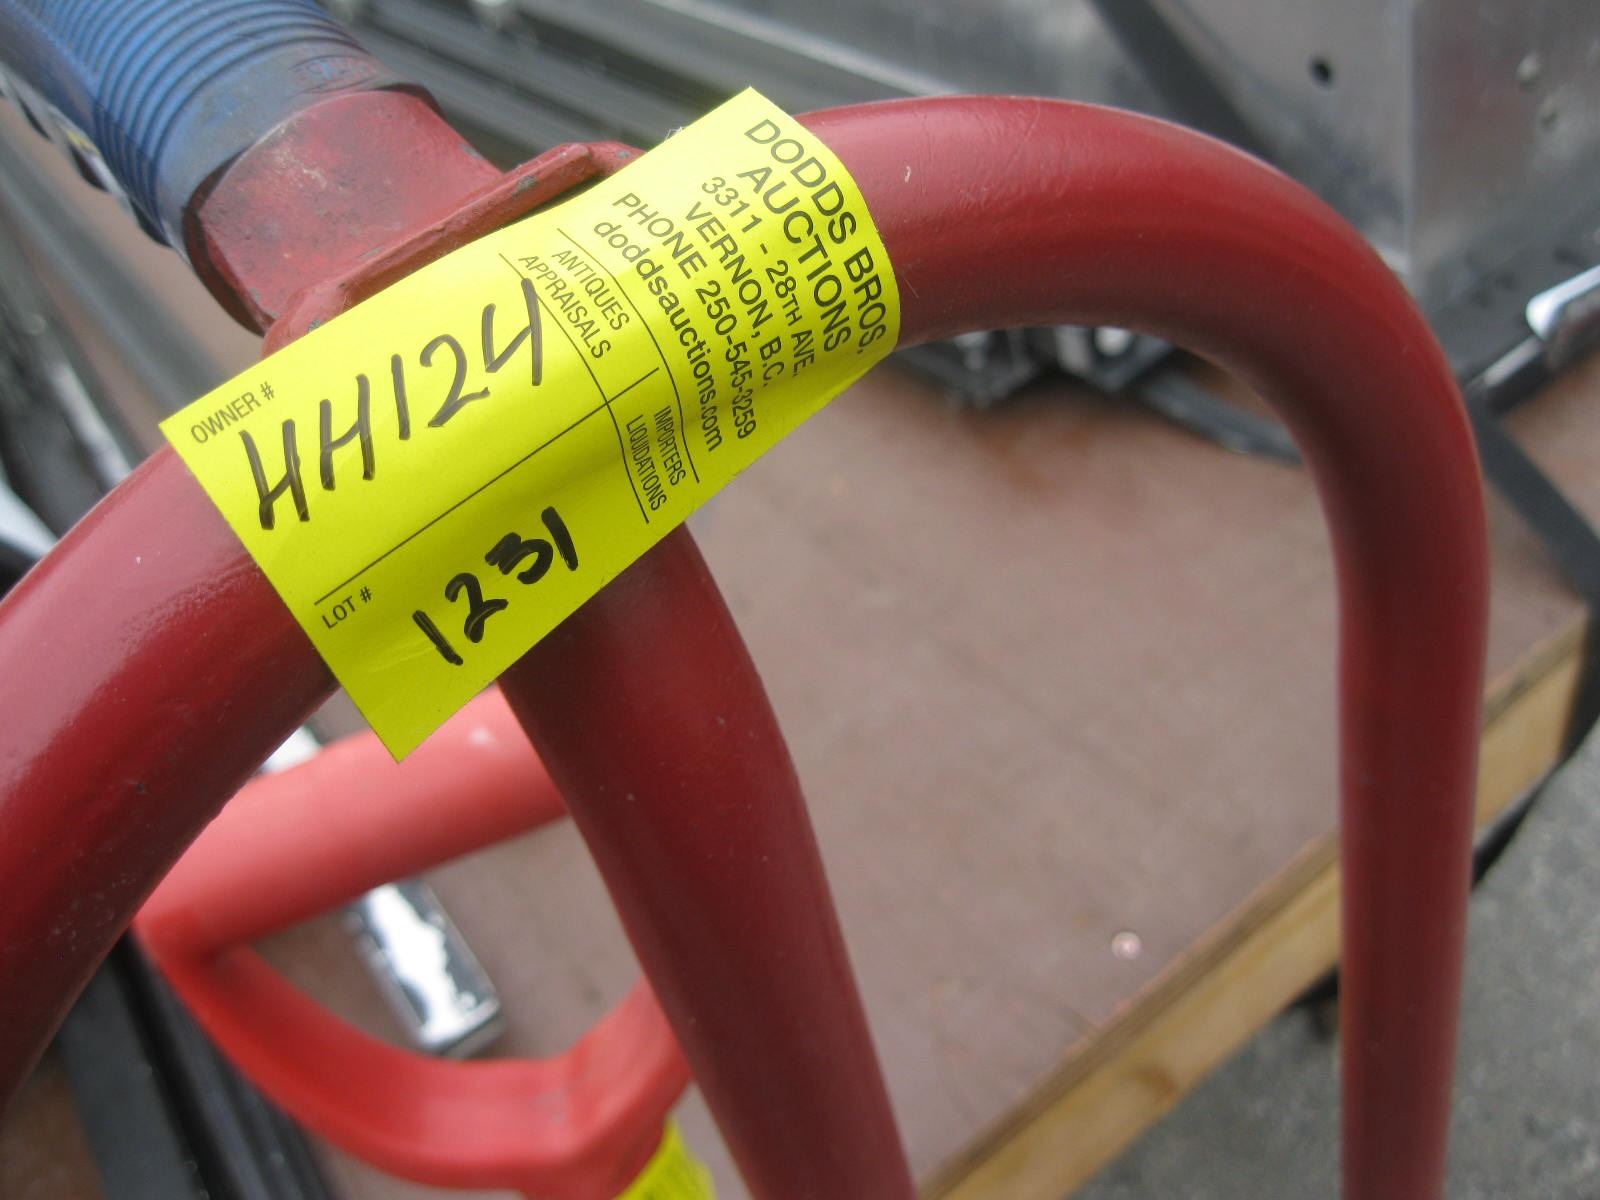 DODDS BROS.
AUCTIONS
3311 - 28TH AVE.
VERNON, B.C.
PHONE 250-545-3259
doddsauctions.com
ANTIQUES
APPRAISALS
IMPORTERS
LIQUIDATIONS
OWNER #
HH124
LOT #
1231